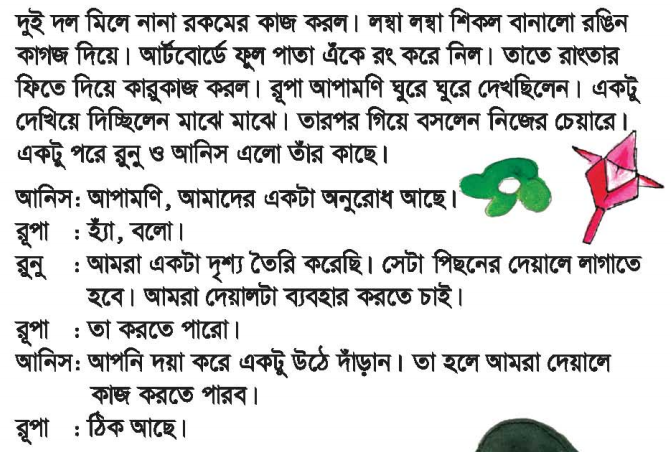 দুই দল মিলে নানা রকমের কাজ করল। লম্বা লম্বা শিকল বানালো রঙিন
কাগজ দিয়ে। আর্টবোর্ডে ফুল পাতা এঁকে রং করে নিল। তাতে রাংতার
ফিতে দিয়ে কারুকাজ করল। রূপা আপামণি ঘুরে ঘুরে দেখছিলেন। একটু
দেখিয়ে দিচ্ছিলেন মাঝে মাঝে। তারপর গিয়ে বসলেন নিজের চেয়ারে।
একটু পরে রুনু ও আনিস এলো তাঁর কাছে।
আনিস: আপামণি, আমাদের একটা অনুরোধ আছে।
রূপা : হ্যাঁ, বলো।
রুনু : আমরা একটা দৃশ্য তৈরি করেছি। সেটা পিছনের দেয়ালে লাগাতে
হবে। আমরা দেয়ালটা ব্যবহার করতে চাই।
রূপা : তা করতে পারো।
আনিস: আপনি দয়া করে একটু উঠে দাঁড়ান। তা হলে আমরা দেয়ালে
কাজ করতে পারব।
রূপা : ঠিক আছে।